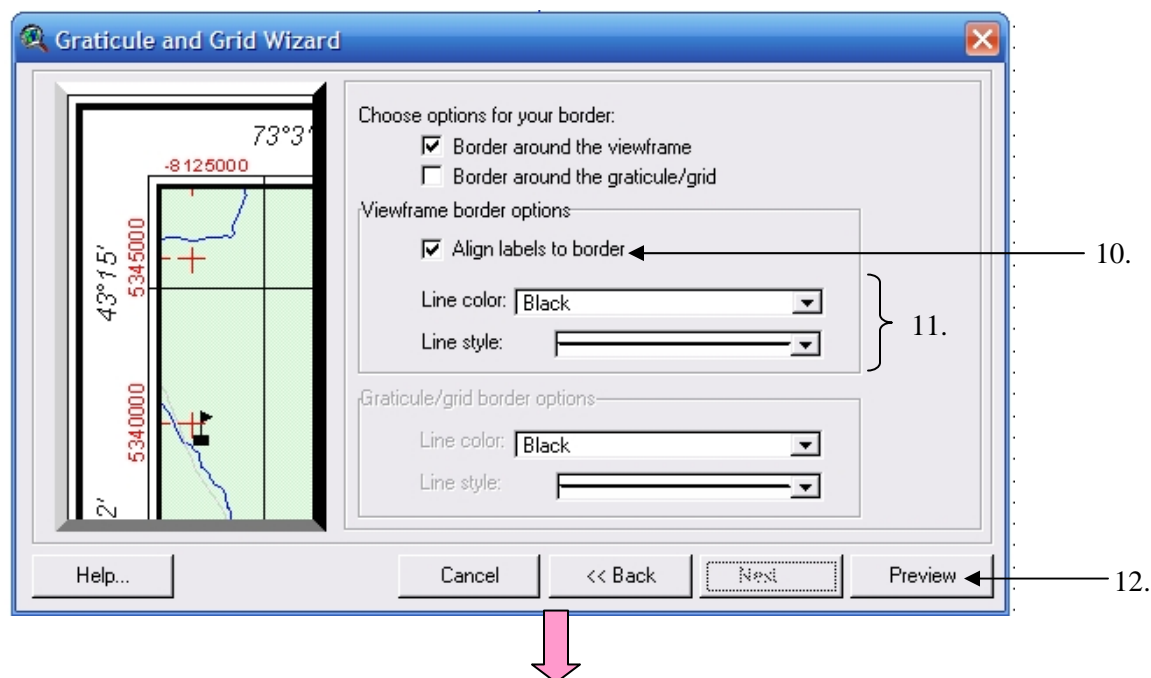 Graticule and Grid Wizard
73°3'
-8125000
5345000
43°15'
5340000
2'
Choose options for your border:
Border around the viewframe
Border around the graticule/grid
Viewframe border options
Align labels to border
10.
Line color: Black
11.
Line style:
Graticule/grid border options
Line color: Black
Line style:
Help...
Cancel
<< Back
Next
Preview
12.